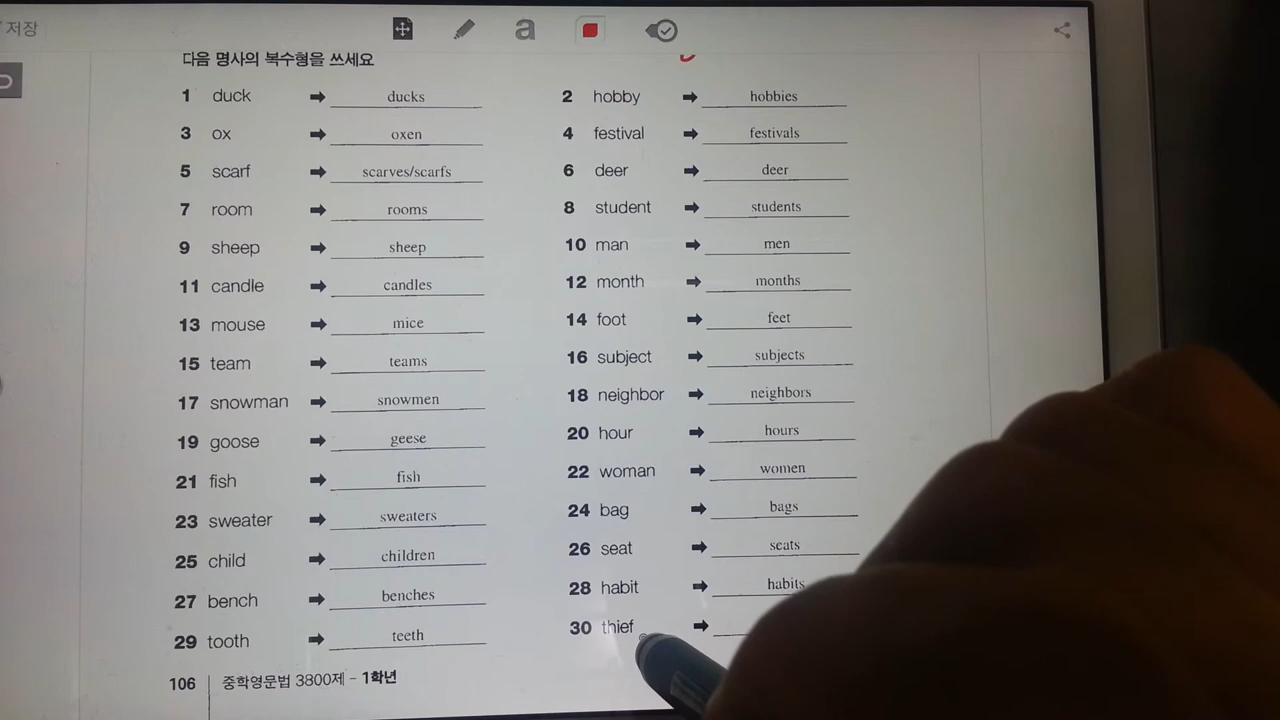 저장
a
다음 명사의 복수형을 쓰세요
1 duck ➡ ducks
2 hobby ➡ hobbies
3 ox ➡ oxen
4 festival ➡ festivals
5 scarf ➡ scarves/scarfs
6 deer ➡ deer
7 room ➡ rooms
8 student ➡ students
9 sheep ➡ sheep
10 man ➡ men
11 candle ➡ candles
12 month ➡ months
13 mouse ➡ mice
14 foot ➡ feet
15 team ➡ teams
16 subject ➡ subjects
17 snowman ➡ snowmen
18 neighbor ➡ neighbors
19 goose ➡ geese
20 hour ➡ hours
21 fish ➡ fish
22 woman ➡ women
23 sweater ➡ sweaters
24 bag ➡ bags
25 child ➡ children
26 seat ➡ seats
27 bench ➡ benches
28 habit ➡ habits
29 tooth ➡ teeth
30 thief ➡
106 중학영문법 3800제 - 1학년